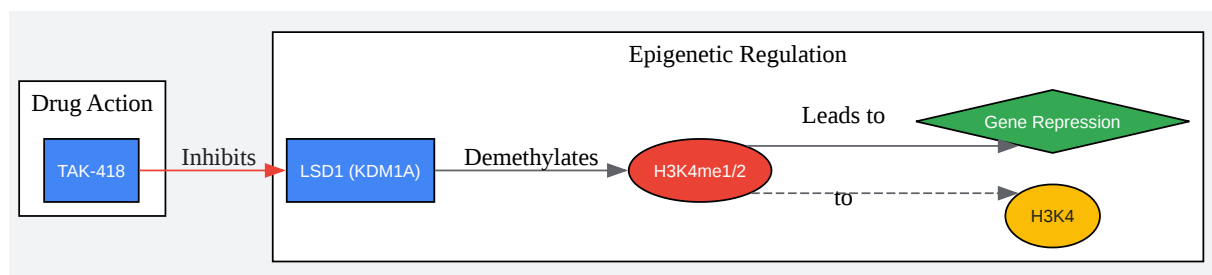 Epigenetic Regulation
Drug Action
TAK-418
Inhibits
LSD1 (KDM1A)
Demethylates
H3K4me1/2
Leads to
Gene Repression
to
H3K4